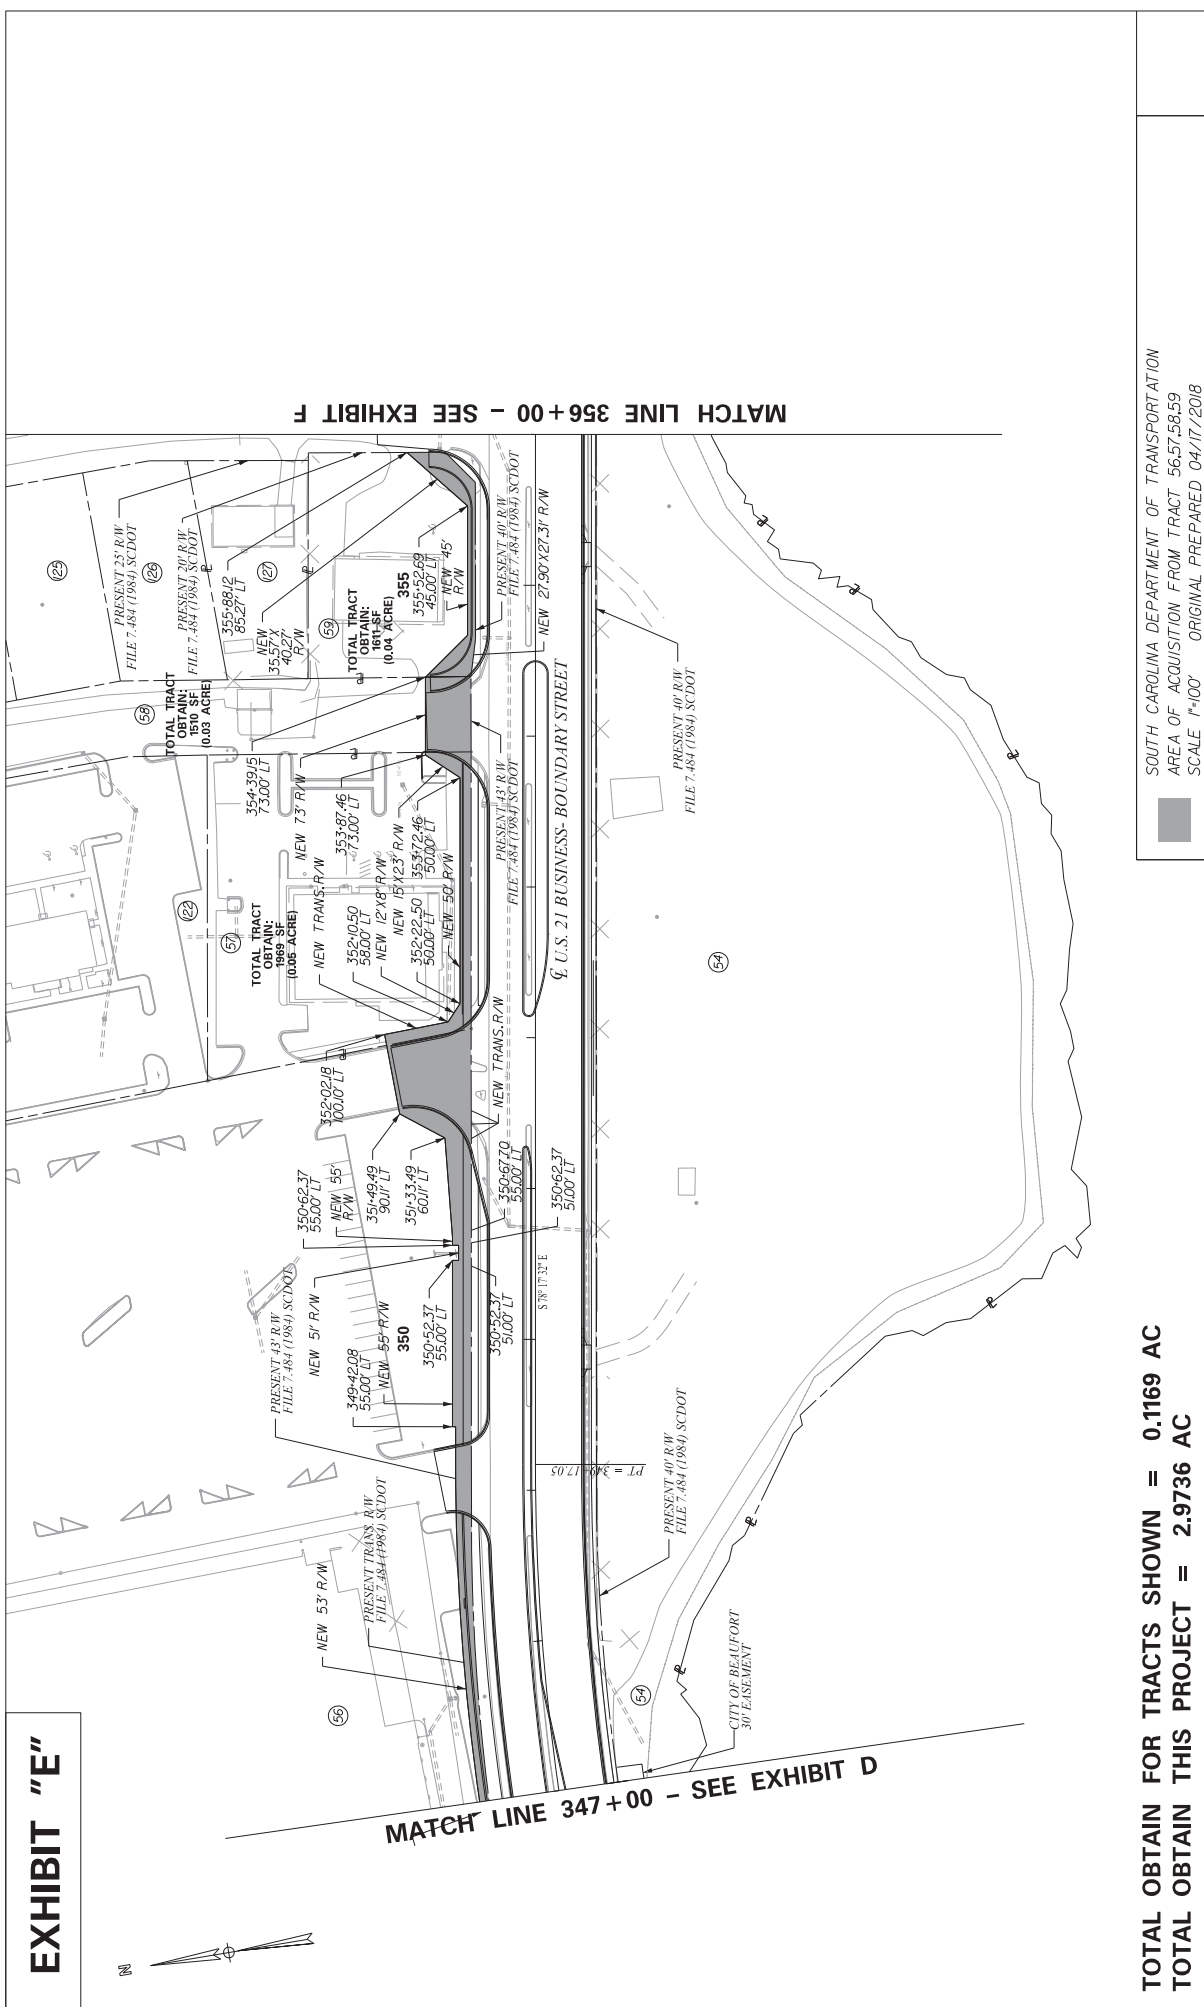 EXHIBIT "E"
N
MATCH LINE 347+00 - SEE EXHIBIT D
MATCH LINE 356+00 - SEE EXHIBIT F
56
NEW 53' R/W
PRESENT TRANS. R/W
FILE 7.484 (1984) SCDOT
PRESENT 43' R/W
FILE 7.484 (1984) SCDOT
NEW 51' R/W
349+42.08
55.00' LT
NEW 55' R/W
350
350+52.37
55.00' LT
350+52.37
51.00' LT
350+62.37
55.00' LT
NEW 55'
R/W
351+49.49
90.11' LT
351+33.49
60.11' LT
350+67.70
55.00' LT
350+62.37
51.00' LT
352+02.18
100.10' LT
NEW TRANS.R/W
NEW TRANS.R/W
57
122
TOTAL TRACT
OBTAIN:
1969 SF
(0.05 ACRE)
352+10.50
58.00' LT
NEW 12'X8' R/W
NEW 15'X23' R/W
352+22.50
50.00' LT
NEW 50' R/W
353+72.46
50.00' LT
353+87.46
73.00' LT
NEW 73' R/W
354+39.15
73.00' LT
58
TOTAL TRACT
OBTAIN:
1510 SF
(0.03 ACRE)
125
126
127
PRESENT 25' R/W
FILE 7.484 (1984) SCDOT
PRESENT 20' R/W
FILE 7.484 (1984) SCDOT
355+88.12
85.27' LT
NEW
35.57'X
40.27'
R/W
59
TOTAL TRACT
OBTAIN:
1611 SF
(0.04 ACRE)
355
355+52.69
45.00' LT
NEW 45'
R/W
PRESENT 40' R/W
FILE 7.484 (1984) SCDOT
NEW 27.90'X27.31' R/W
PRESENT 43' R/W
FILE 7.484 (1984) SCDOT
℄ U.S. 21 BUSINESS- BOUNDARY STREET
S 78° 17' 32" E
PT = 349+17.05
PRESENT 40' R/W
FILE 7.484 (1984) SCDOT
PRESENT 40' R/W
FILE 7.484 (1984) SCDOT
54
54
CITY OF BEAUFORT
30' EASEMENT
TOTAL OBTAIN FOR TRACTS SHOWN = 0.1169 AC
TOTAL OBTAIN THIS PROJECT = 2.9736 AC
SOUTH CAROLINA DEPARTMENT OF TRANSPORTATION
AREA OF ACQUISITION FROM TRACT 56,57,58,59
SCALE 1"=100' ORIGINAL PREPARED 04/17/2018